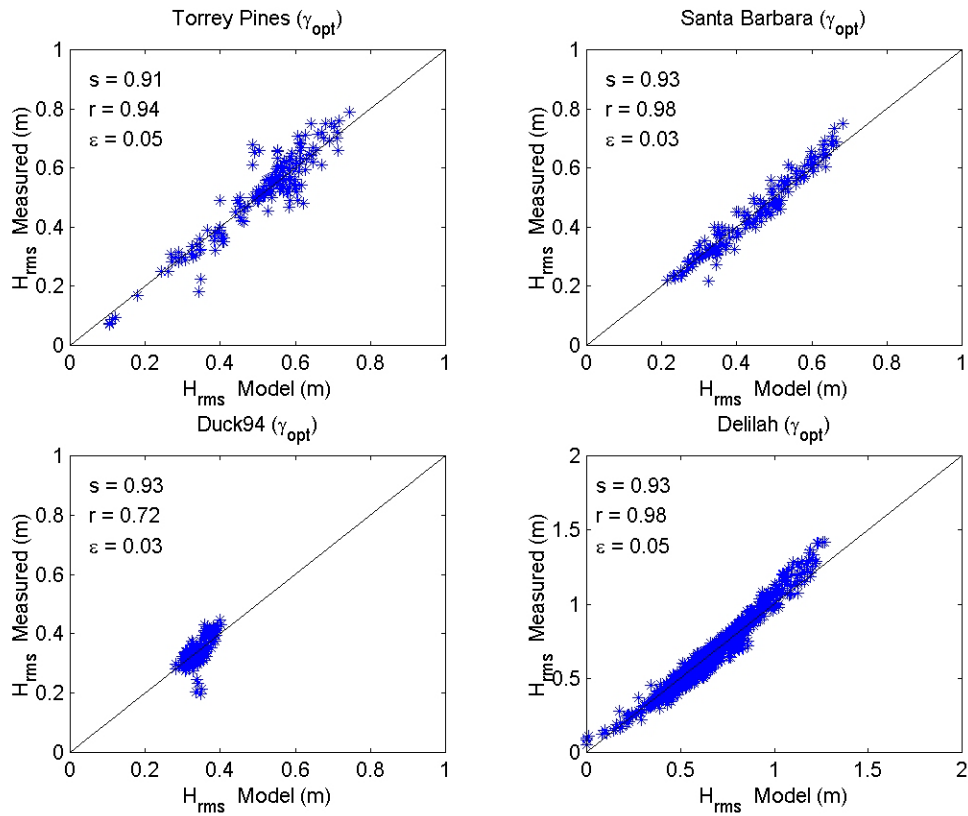 Torrey Pines (γopt)
1
0.8
0.6
0.4
0.2
0
0
0.2
0.4
0.6
0.8
1
Hrms Measured (m)
Hrms Model (m)
s = 0.91
r = 0.94
ε = 0.05
Santa Barbara (γopt)
1
0.8
0.6
0.4
0.2
0
0
0.2
0.4
0.6
0.8
1
Hrms Measured (m)
Hrms Model (m)
s = 0.93
r = 0.98
ε = 0.03
Duck94 (γopt)
1
0.8
0.6
0.4
0.2
0
0
0.2
0.4
0.6
0.8
1
Hrms Measured (m)
Hrms Model (m)
s = 0.93
r = 0.72
ε = 0.03
Delilah (γopt)
2
1.5
1
0.5
0
0
0.5
1
1.5
2
Hrms Measured (m)
Hrms Model (m)
s = 0.93
r = 0.98
ε = 0.05